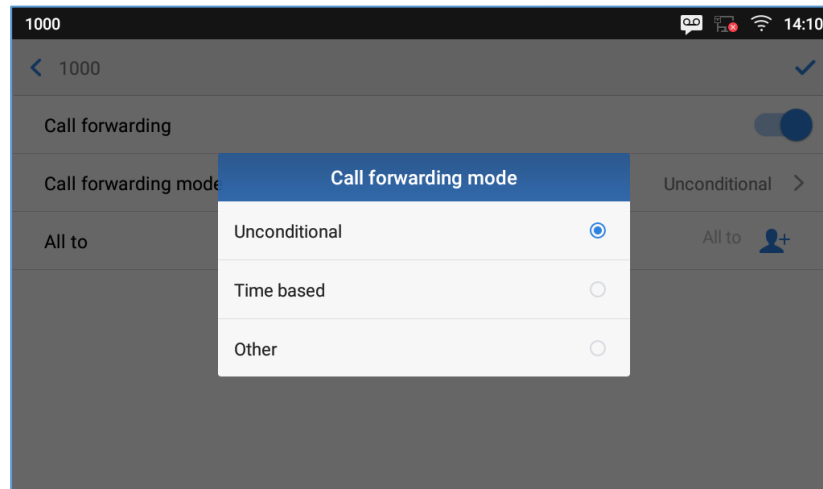 1000
14:10
1000
Call forwarding
Call forwarding mode
Unconditional
All to
All to
Call forwarding mode
Unconditional
Time based
Other